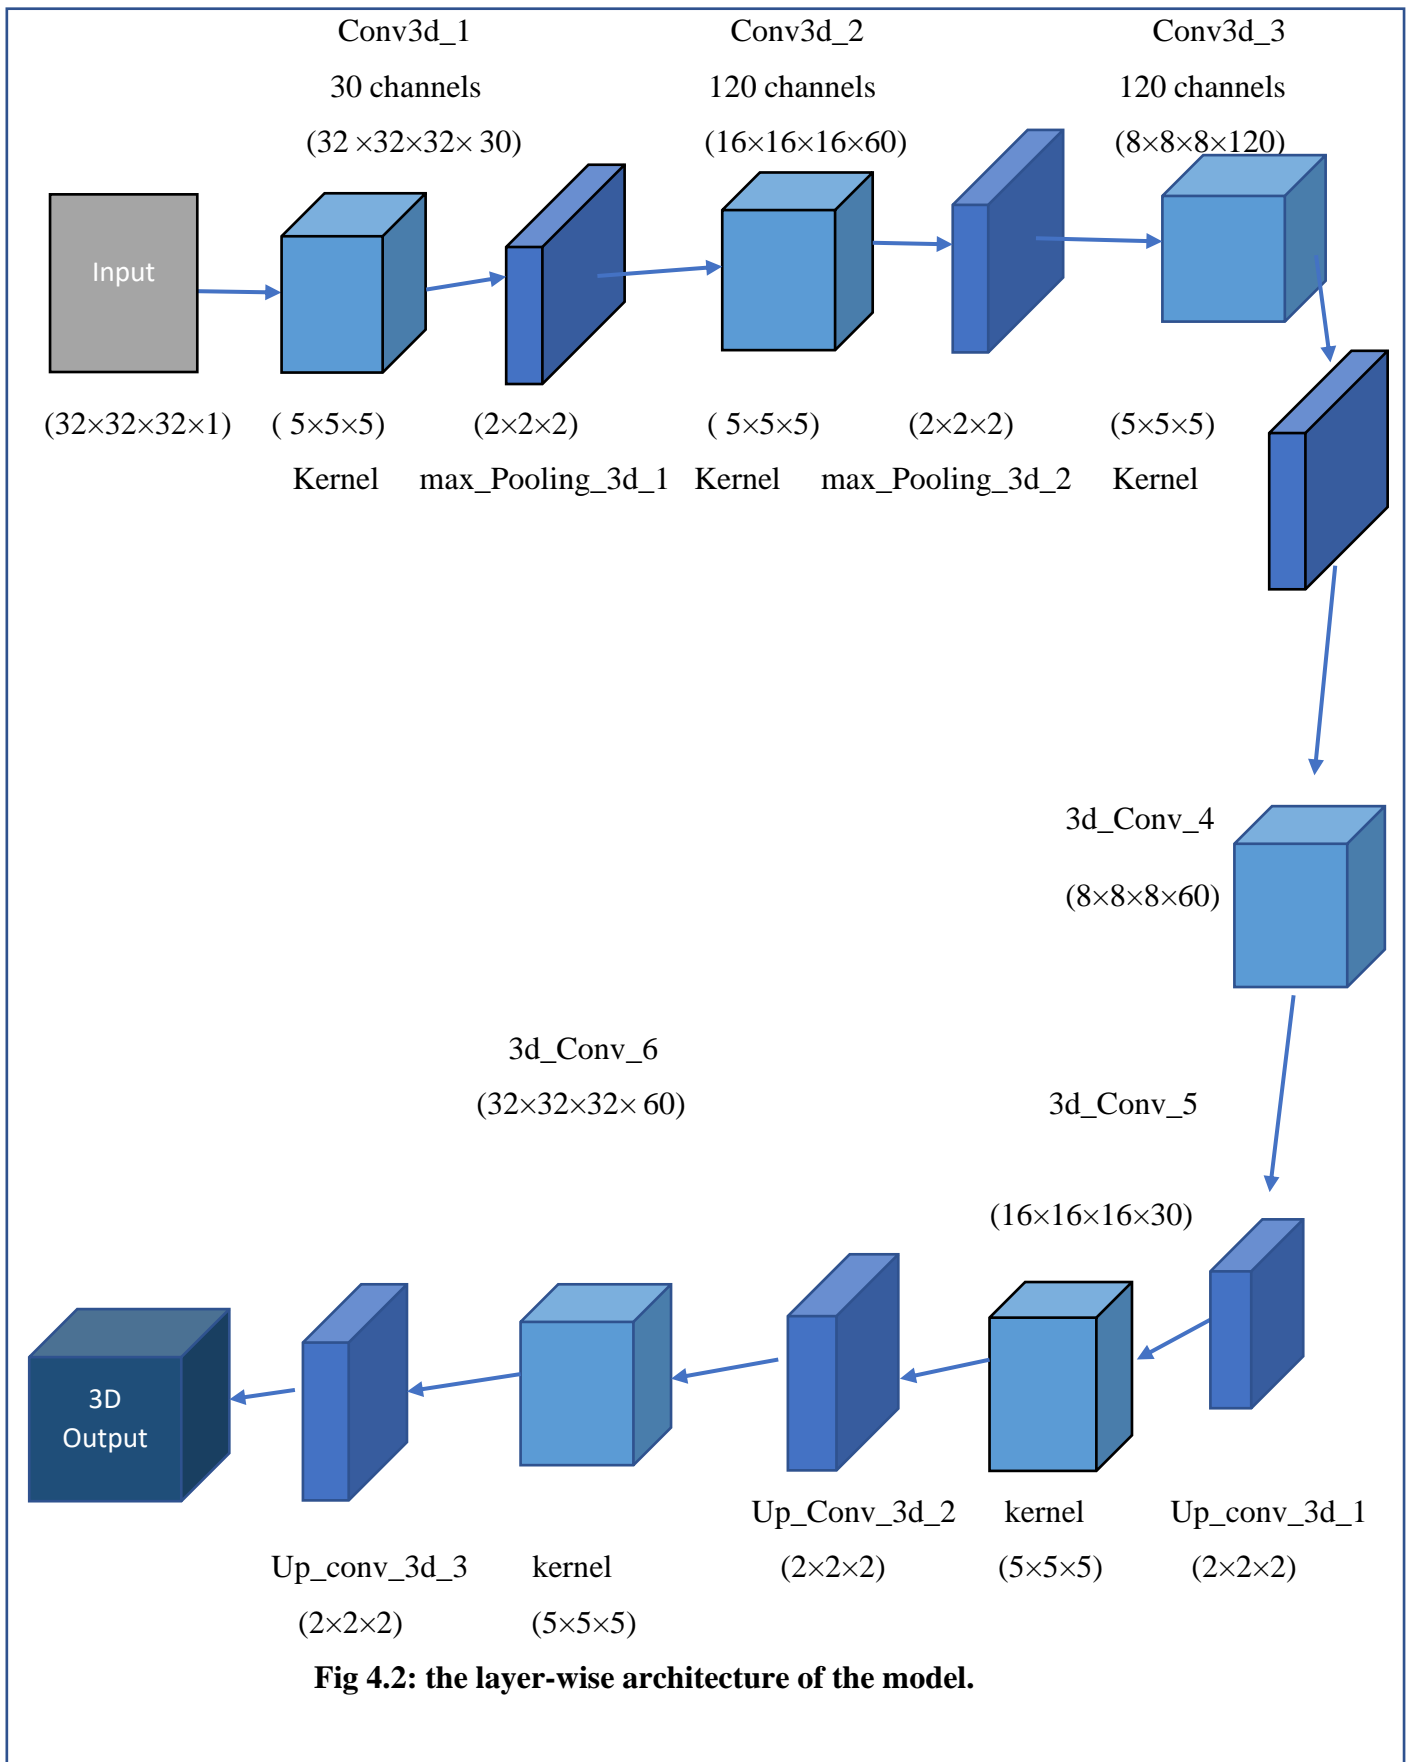 Conv3d_1
30 channels
(32 ×32×32× 30)
Conv3d_2
120 channels
(16×16×16×60)
Conv3d_3
120 channels
(8×8×8×120)
Input
(32×32×32×1)
( 5×5×5)
Kernel
(2×2×2)
max_Pooling_3d_1
( 5×5×5)
Kernel
(2×2×2)
max_Pooling_3d_2
(5×5×5)
Kernel
3d_Conv_4
(8×8×8×60)
3d_Conv_6
(32×32×32× 60)
3d_Conv_5
(16×16×16×30)
3D
Output
Up_Conv_3d_2
(2×2×2)
kernel
(5×5×5)
Up_conv_3d_1
(2×2×2)
Up_conv_3d_3
(2×2×2)
kernel
(5×5×5)
Fig 4.2: the layer-wise architecture of the model.